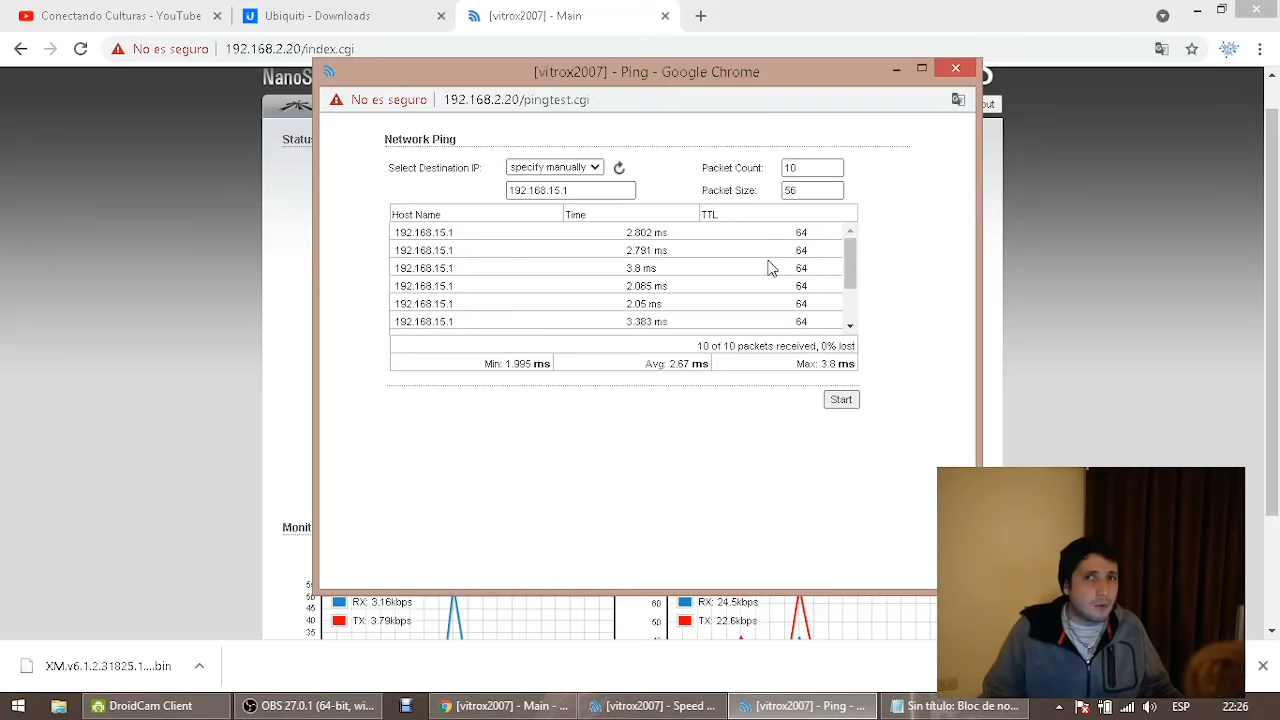 Conectando Culturas - YouTube
Ubiquiti - Downloads
[vitrox2007] - Main
No es seguro
192.168.2.20/index.cgi
NanoS
[vitrox2007] - Ping - Google Chrome
No es seguro
192.168.2.20/pingtest.cgi
out
Status
Network Ping
Select Destination IP:
specify manually
Packet Count:
10
192.168.15.1
Packet Size:
56
Host Name Time TTL
192.168.15.1 2.802 ms 64
192.168.15.1 2.791 ms 64
192.168.15.1 3.8 ms 64
192.168.15.1 2.085 ms 64
192.168.15.1 2.05 ms 64
192.168.15.1 3.383 ms 64
10 of 10 packets received, 0% lost
Min: 1.995 ms Avg: 2.67 ms Max: 3.8 ms
Start
Monit
50
45
40
35
RX: 3.16kbps
TX: 3.79kbps
60
50
RX: 24.5kbps
TX: 22.6kbps
XM.v6.1.2.31825.1....bin
DroidCam Client
OBS 27.0.1 (64-bit, wi...
[vitrox2007] - Main - ...
[vitrox2007] - Speed ...
[vitrox2007] - Ping - ...
Sin título: Bloc de no...
ESP
22:26